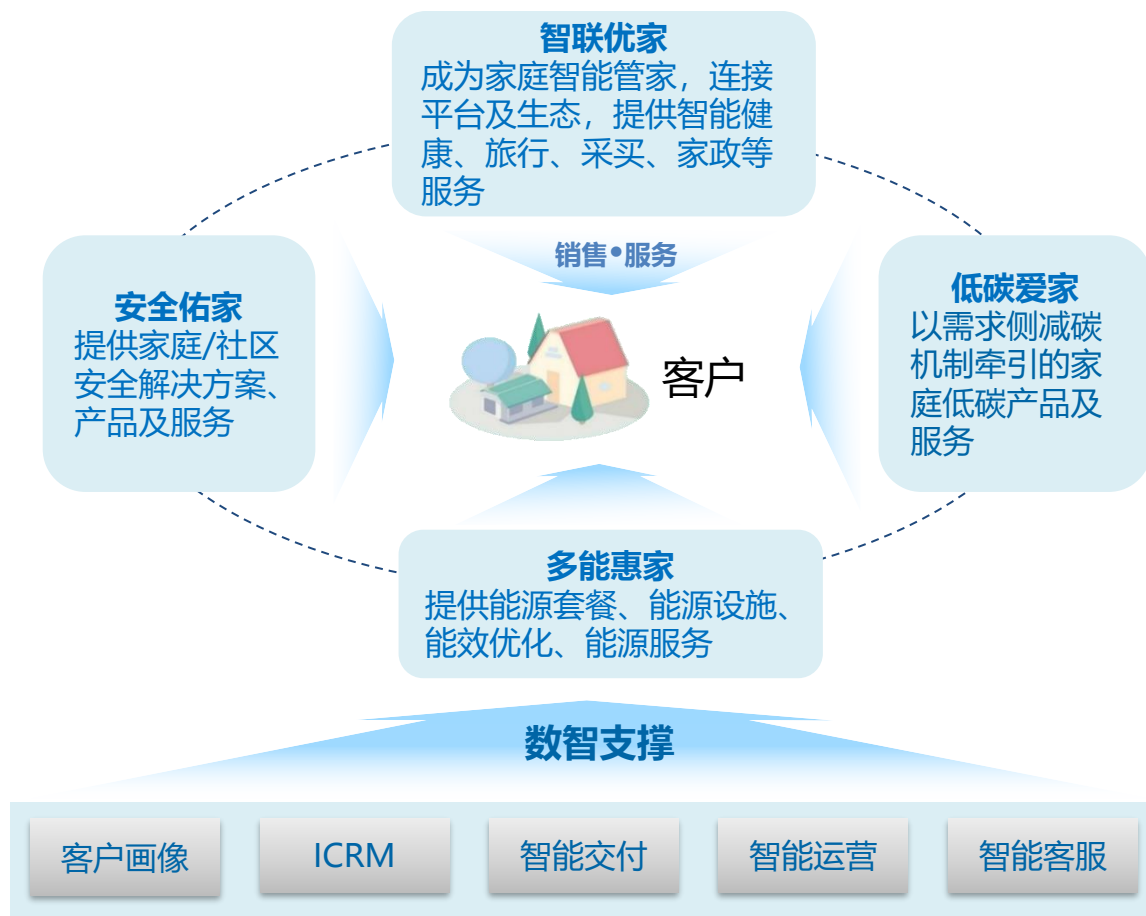 智联优家
成为家庭智能管家，连接
平台及生态，提供智能健
康、旅行、采买、家政等
服务
销售•服务
安全佑家
提供家庭/社区
安全解决方案、
产品及服务
客户
低碳爱家
以需求侧减碳
机制牵引的家
庭低碳产品及
服务
多能惠家
提供能源套餐、能源设施、
能效优化、能源服务
数智支撑
客户画像
ICRM
智能交付
智能运营
智能客服